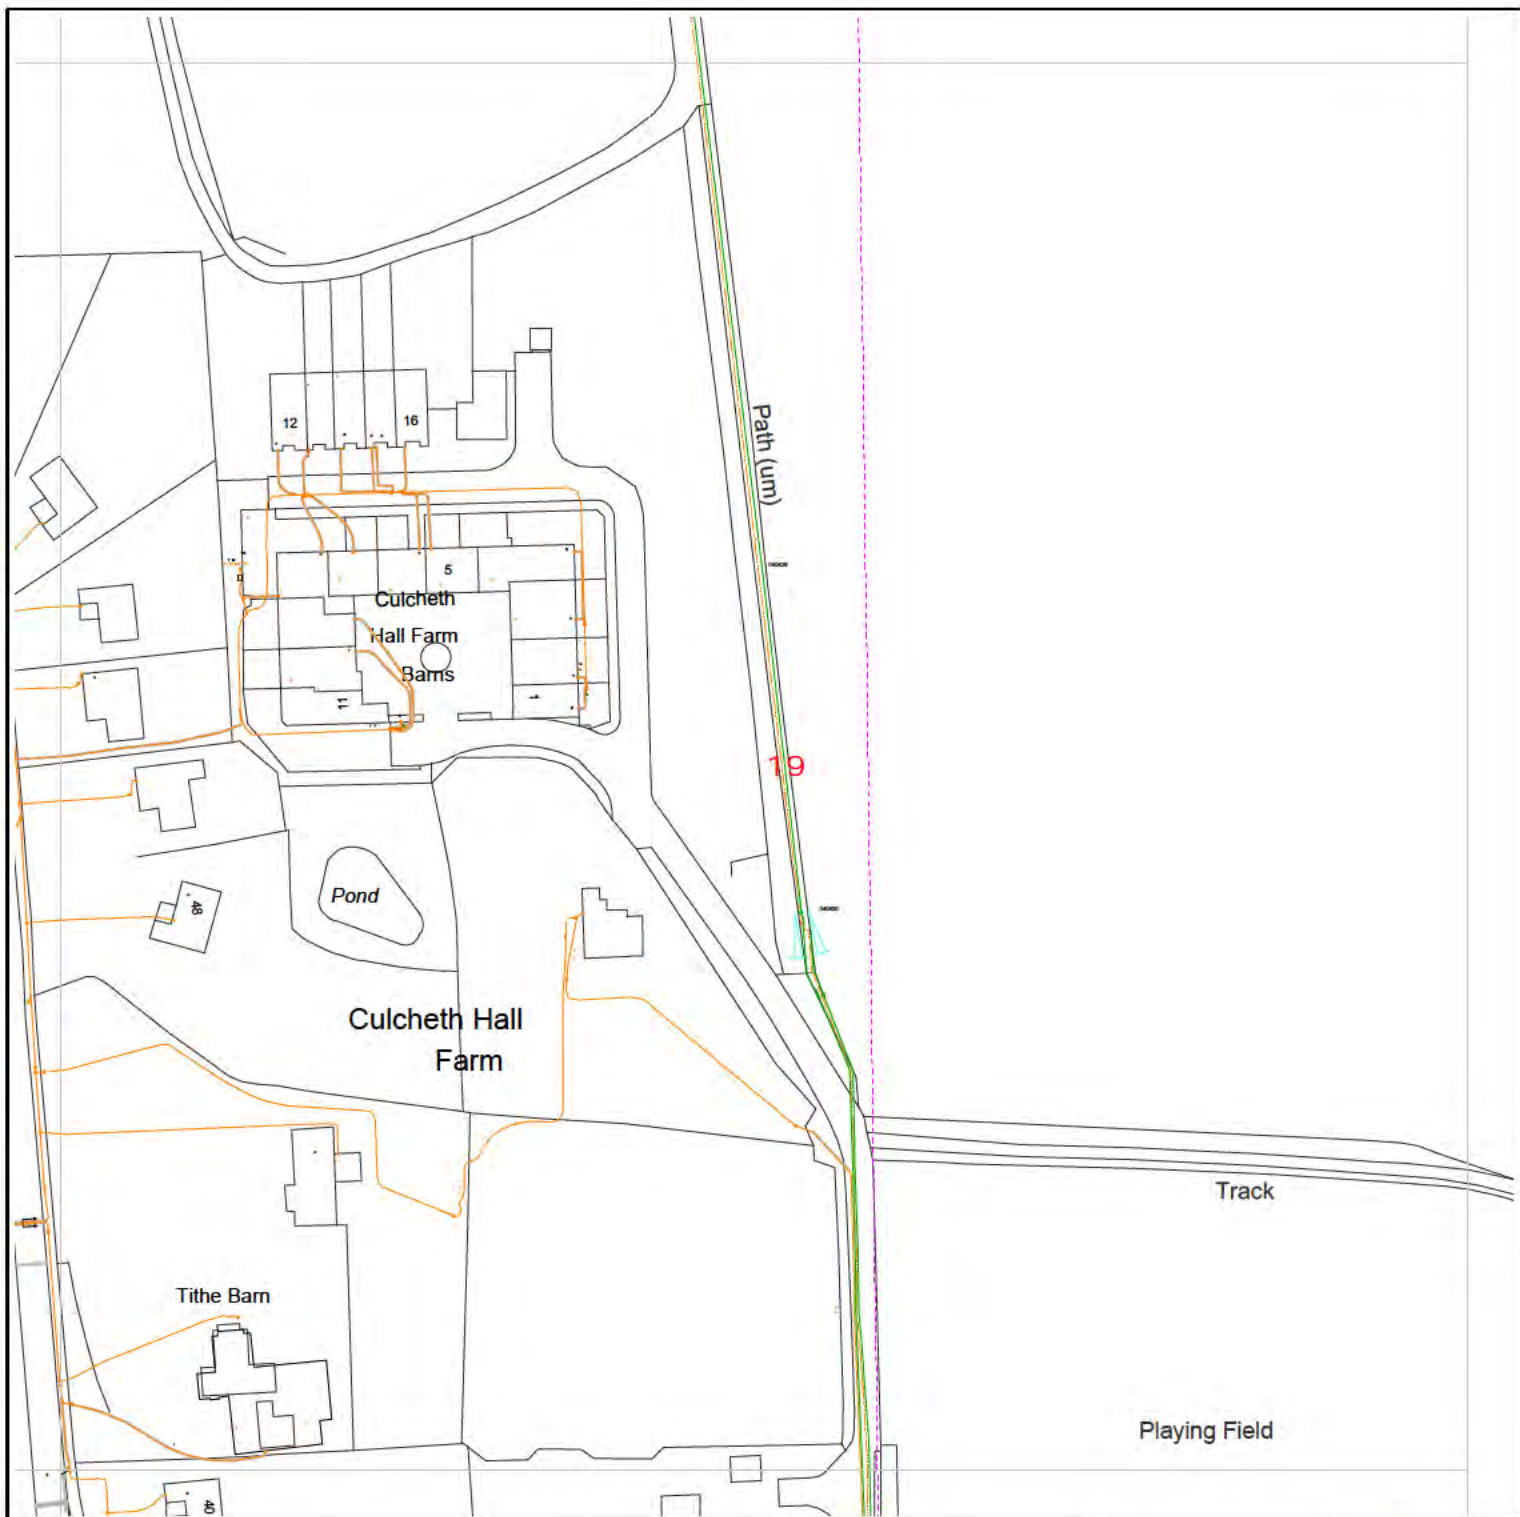 12
16
Path (um)
5
Culcheth
Hall Farm
Barns
11
1
19
Pond
48
Culcheth Hall
Farm
Track
Tithe Barn
Playing Field
40